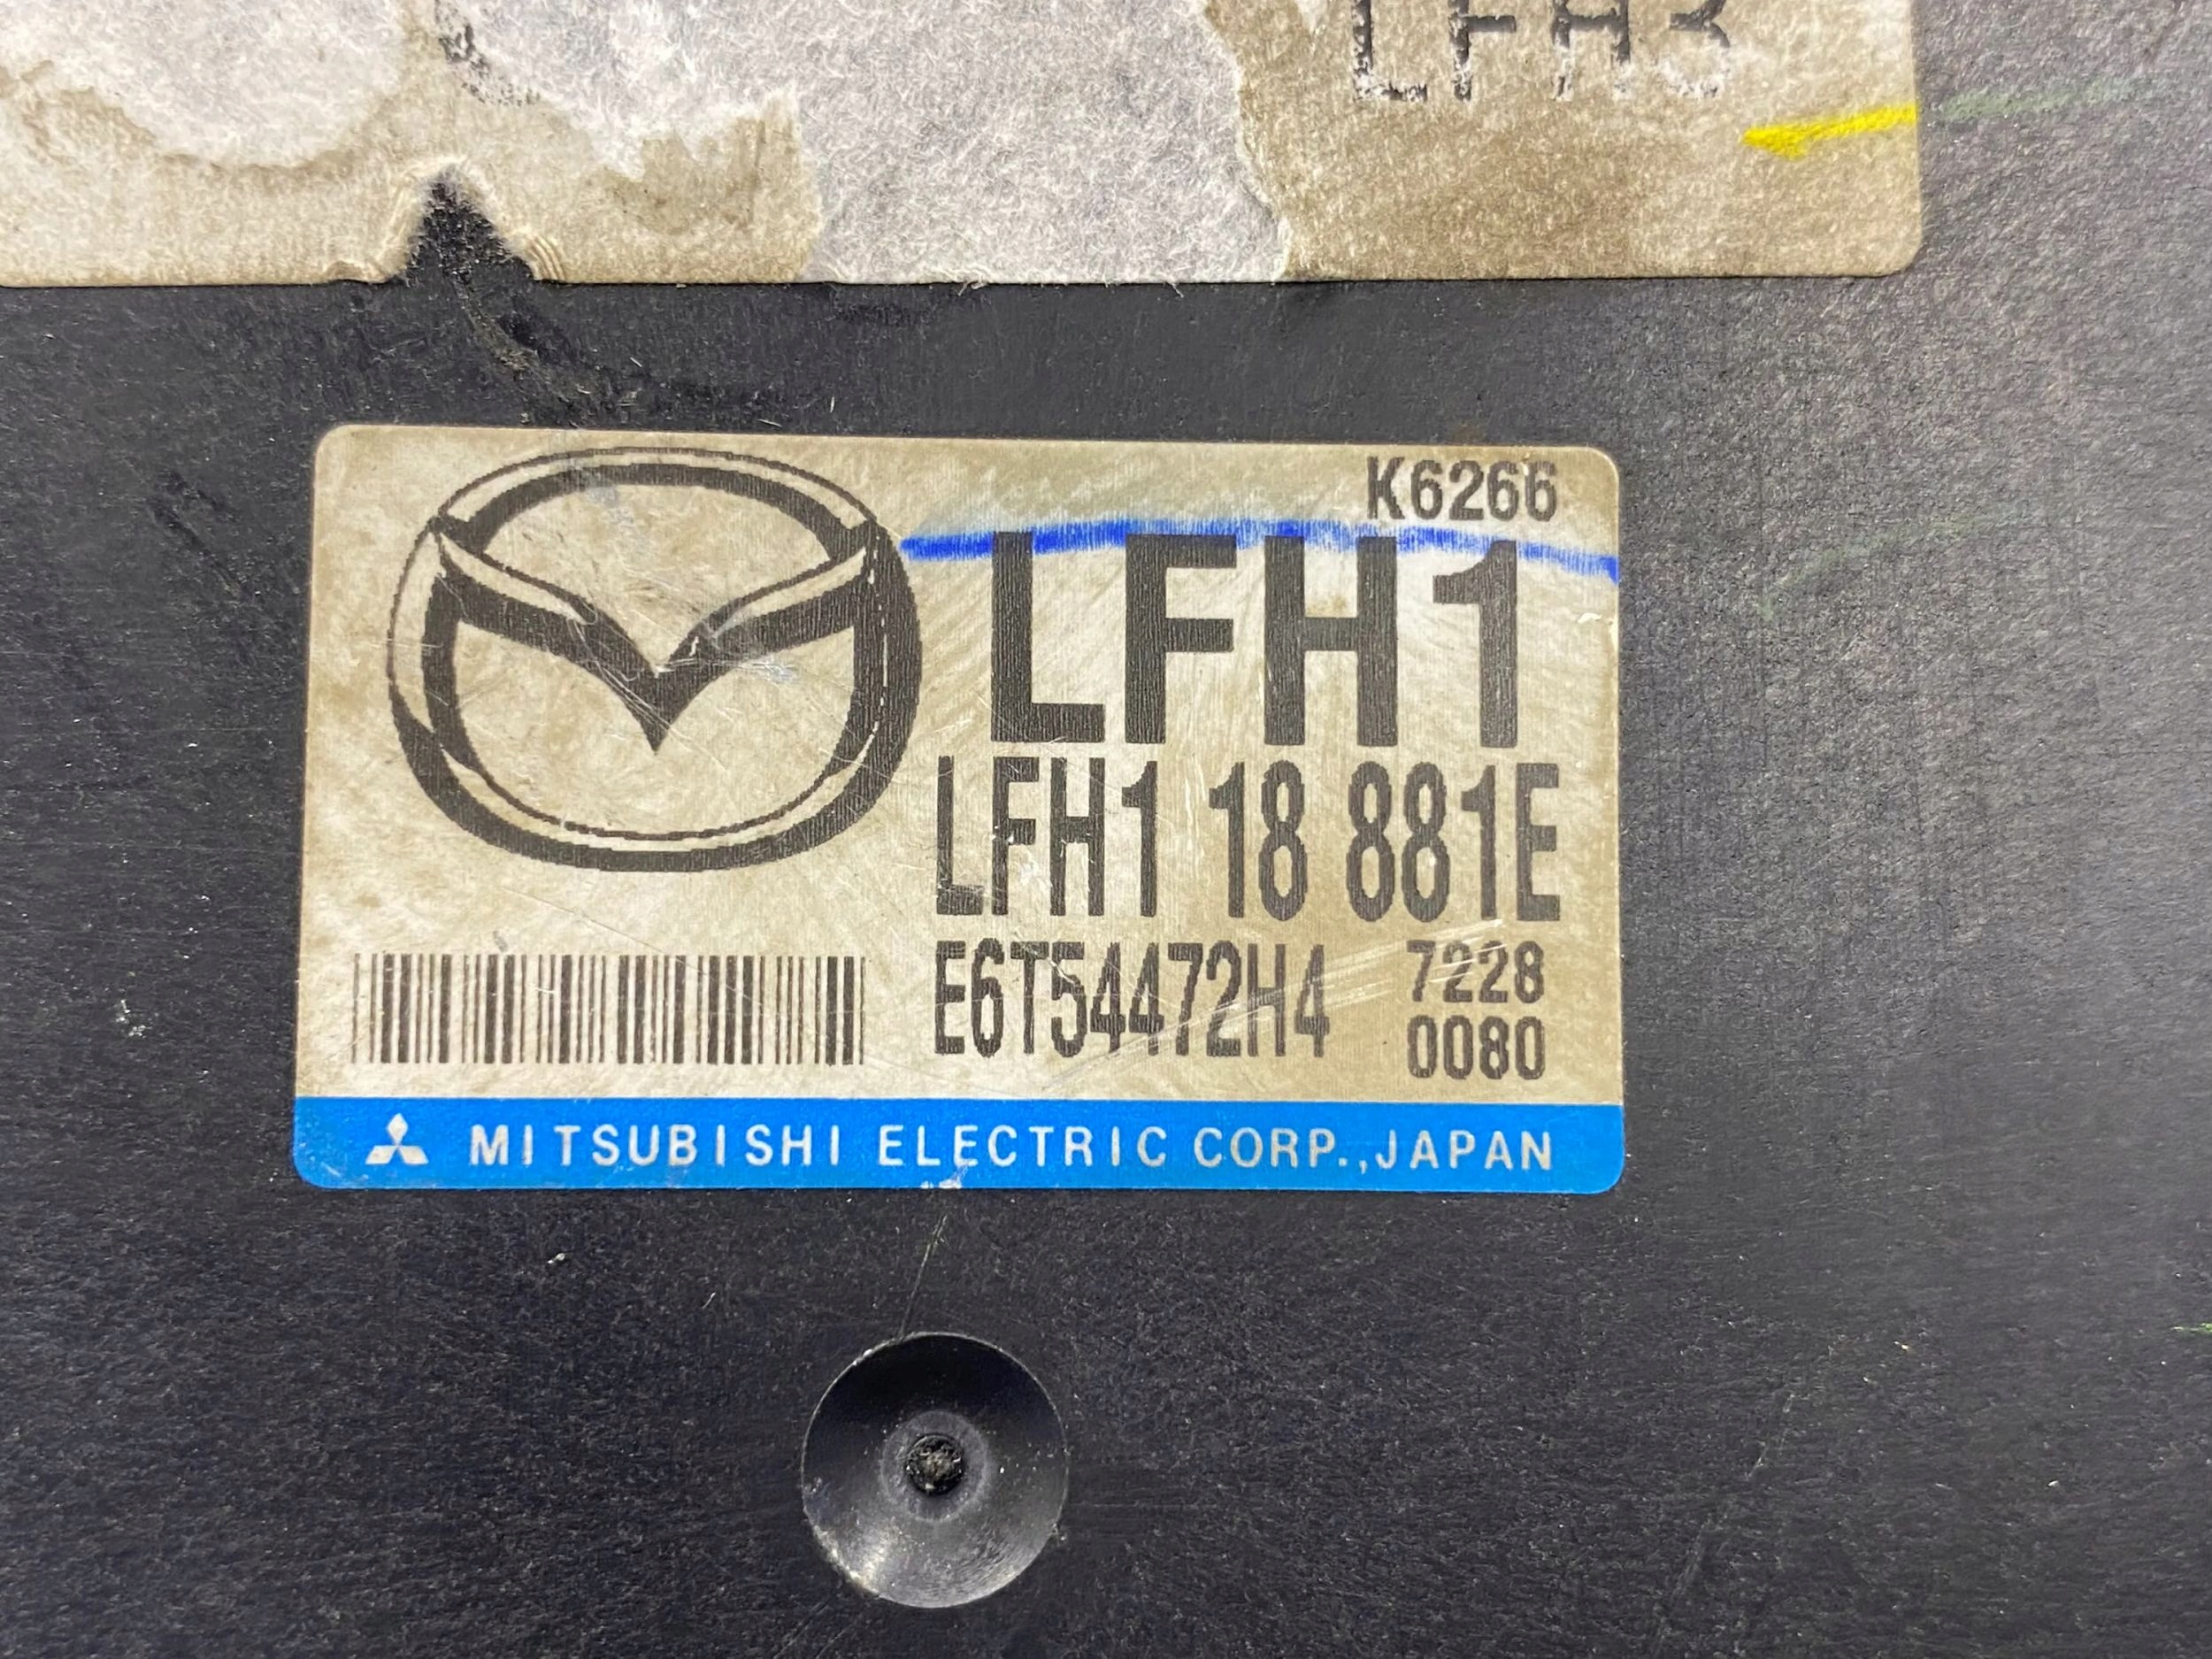 K6266
LFH1
LFH1 18 881E
E6T54472H4 7228
0080
MITSUBISHI ELECTRIC CORP.,JAPAN